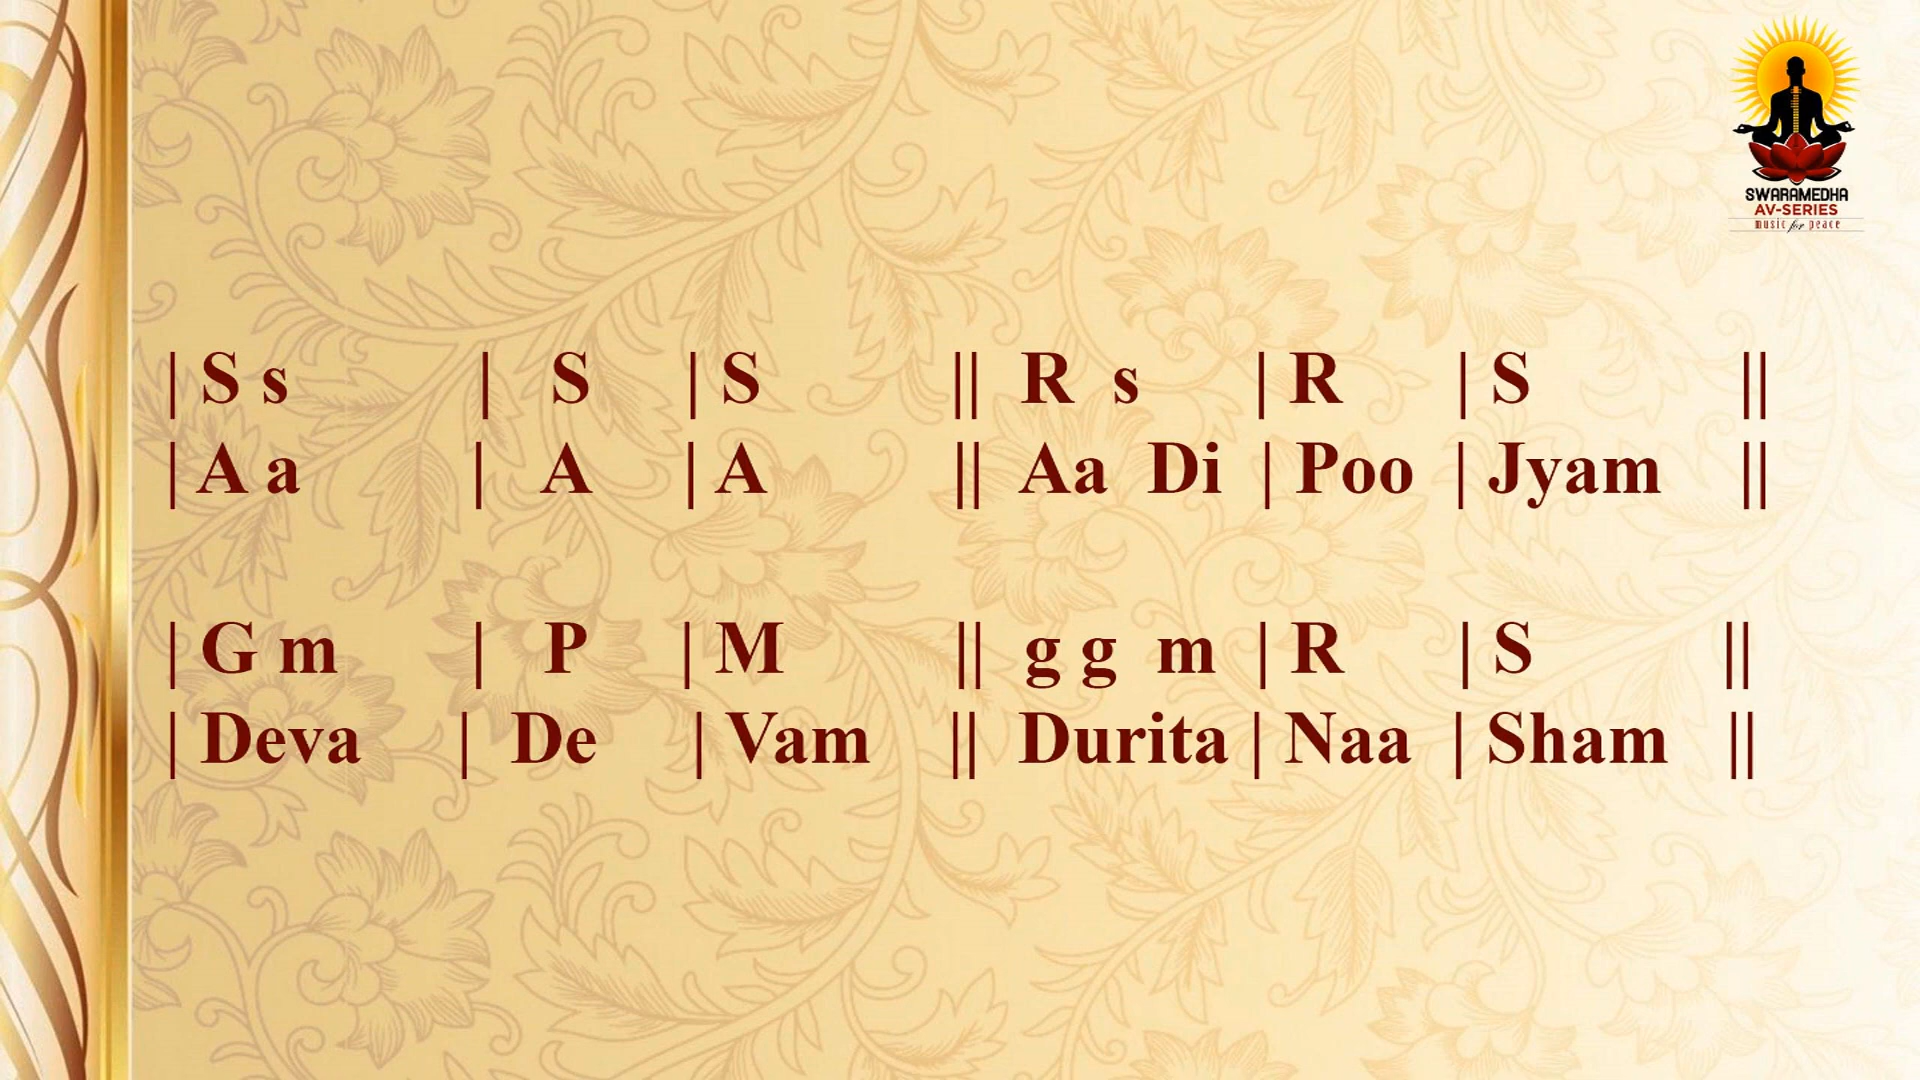 SWARAMEDHA
AV-SERIES
music for peace
| S s | S | S || R s | R | S ||
| A a | A | A || Aa Di | Poo | Jyam ||
| G m | P | M || g g m | R | S ||
| Deva | De | Vam || Durita | Naa | Sham ||